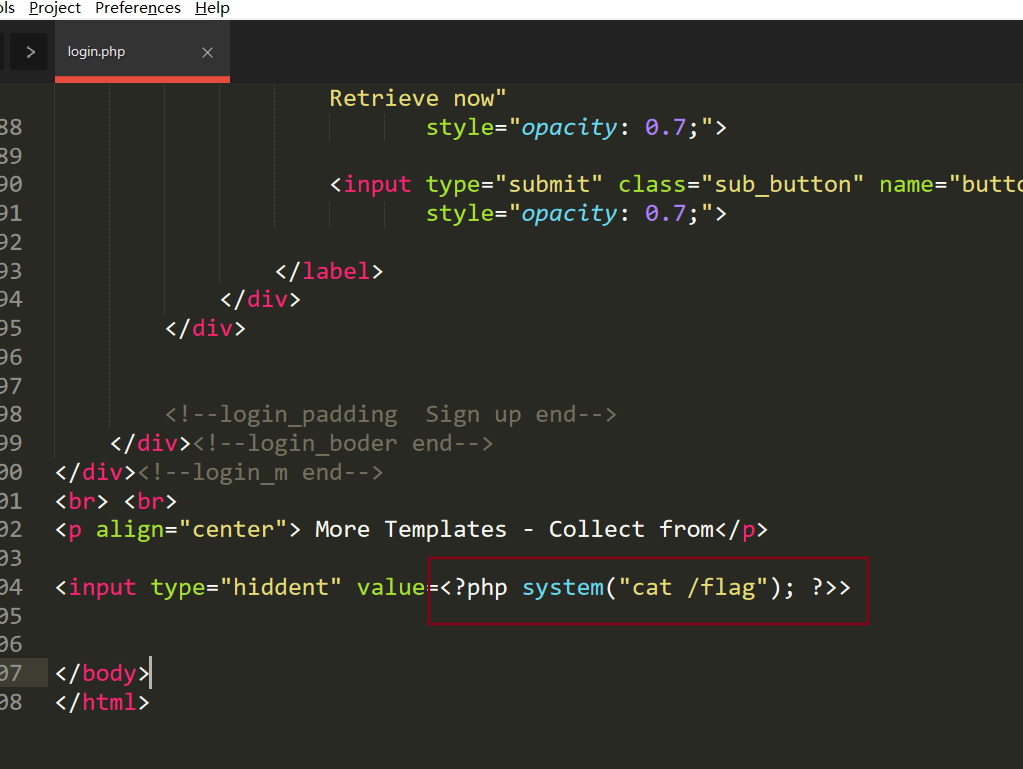 ols Project Preferences Help
> login.php ×
Retrieve now"
88 style="opacity: 0.7;">
89
90 <input type="submit" class="sub_button" name="butto
91 style="opacity: 0.7;">
92
93 </label>
94 </div>
95 </div>
96
97
98 <!--login_padding  Sign up end-->
99 </div><!--login_boder end-->
00 </div><!--login_m end-->
01 <br> <br>
02 <p align="center"> More Templates - Collect from</p>
03
04 <input type="hiddent" value=<?php system("cat /flag"); ?>>
05
06
07 </body>
08 </html>